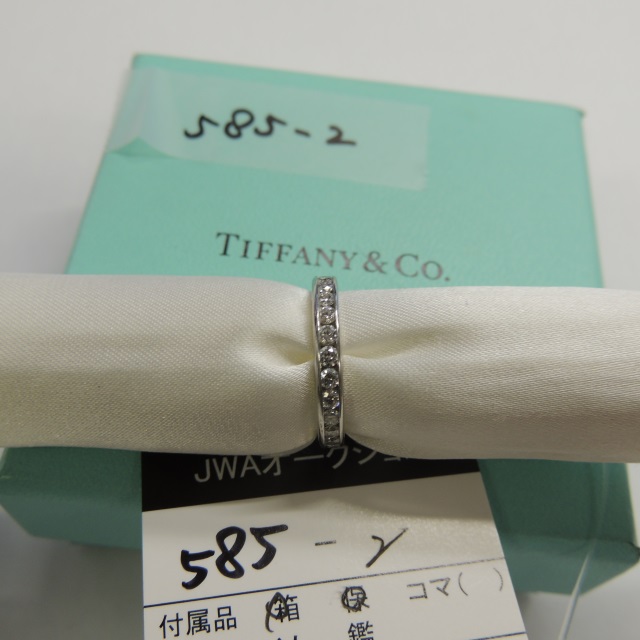 585-2
TIFFANY & CO.
JWAオークション
585-2
付属品 箱 保 コマ( )
鑑